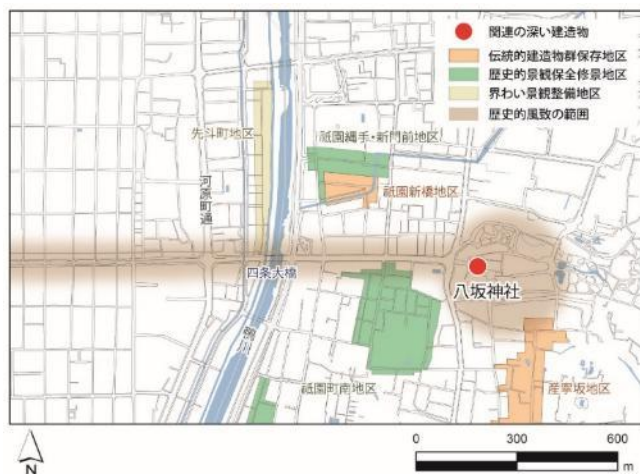 関連の深い建造物
伝統的建造物群保存地区
歴史的景観保全修景地区
界わい景観整備地区
歴史的風致の範囲
先斗町地区
祇園縄手・新門前地区
河原町通
祇園新橋地区
四条大橋
八坂神社
鴨川
祇園町南地区
産寧坂地区
N
0 300 600
m